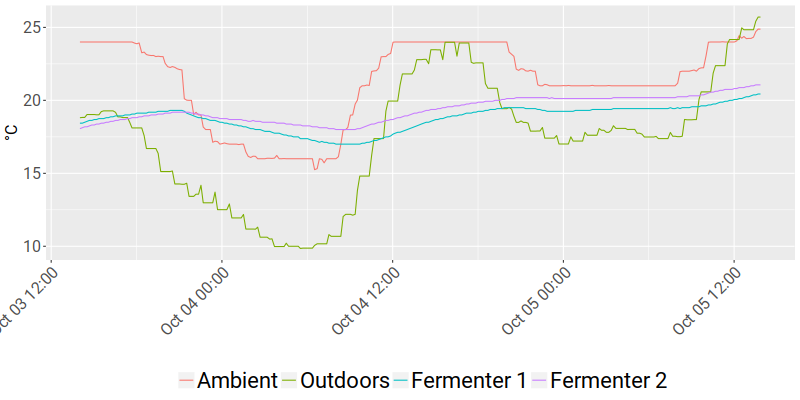 25
20
15
10
°C
03 12:00
Oct 04 00:00
Oct 04 12:00
Oct 05 00:00
Oct 05 12:00
Ambient Outdoors Fermenter 1 Fermenter 2